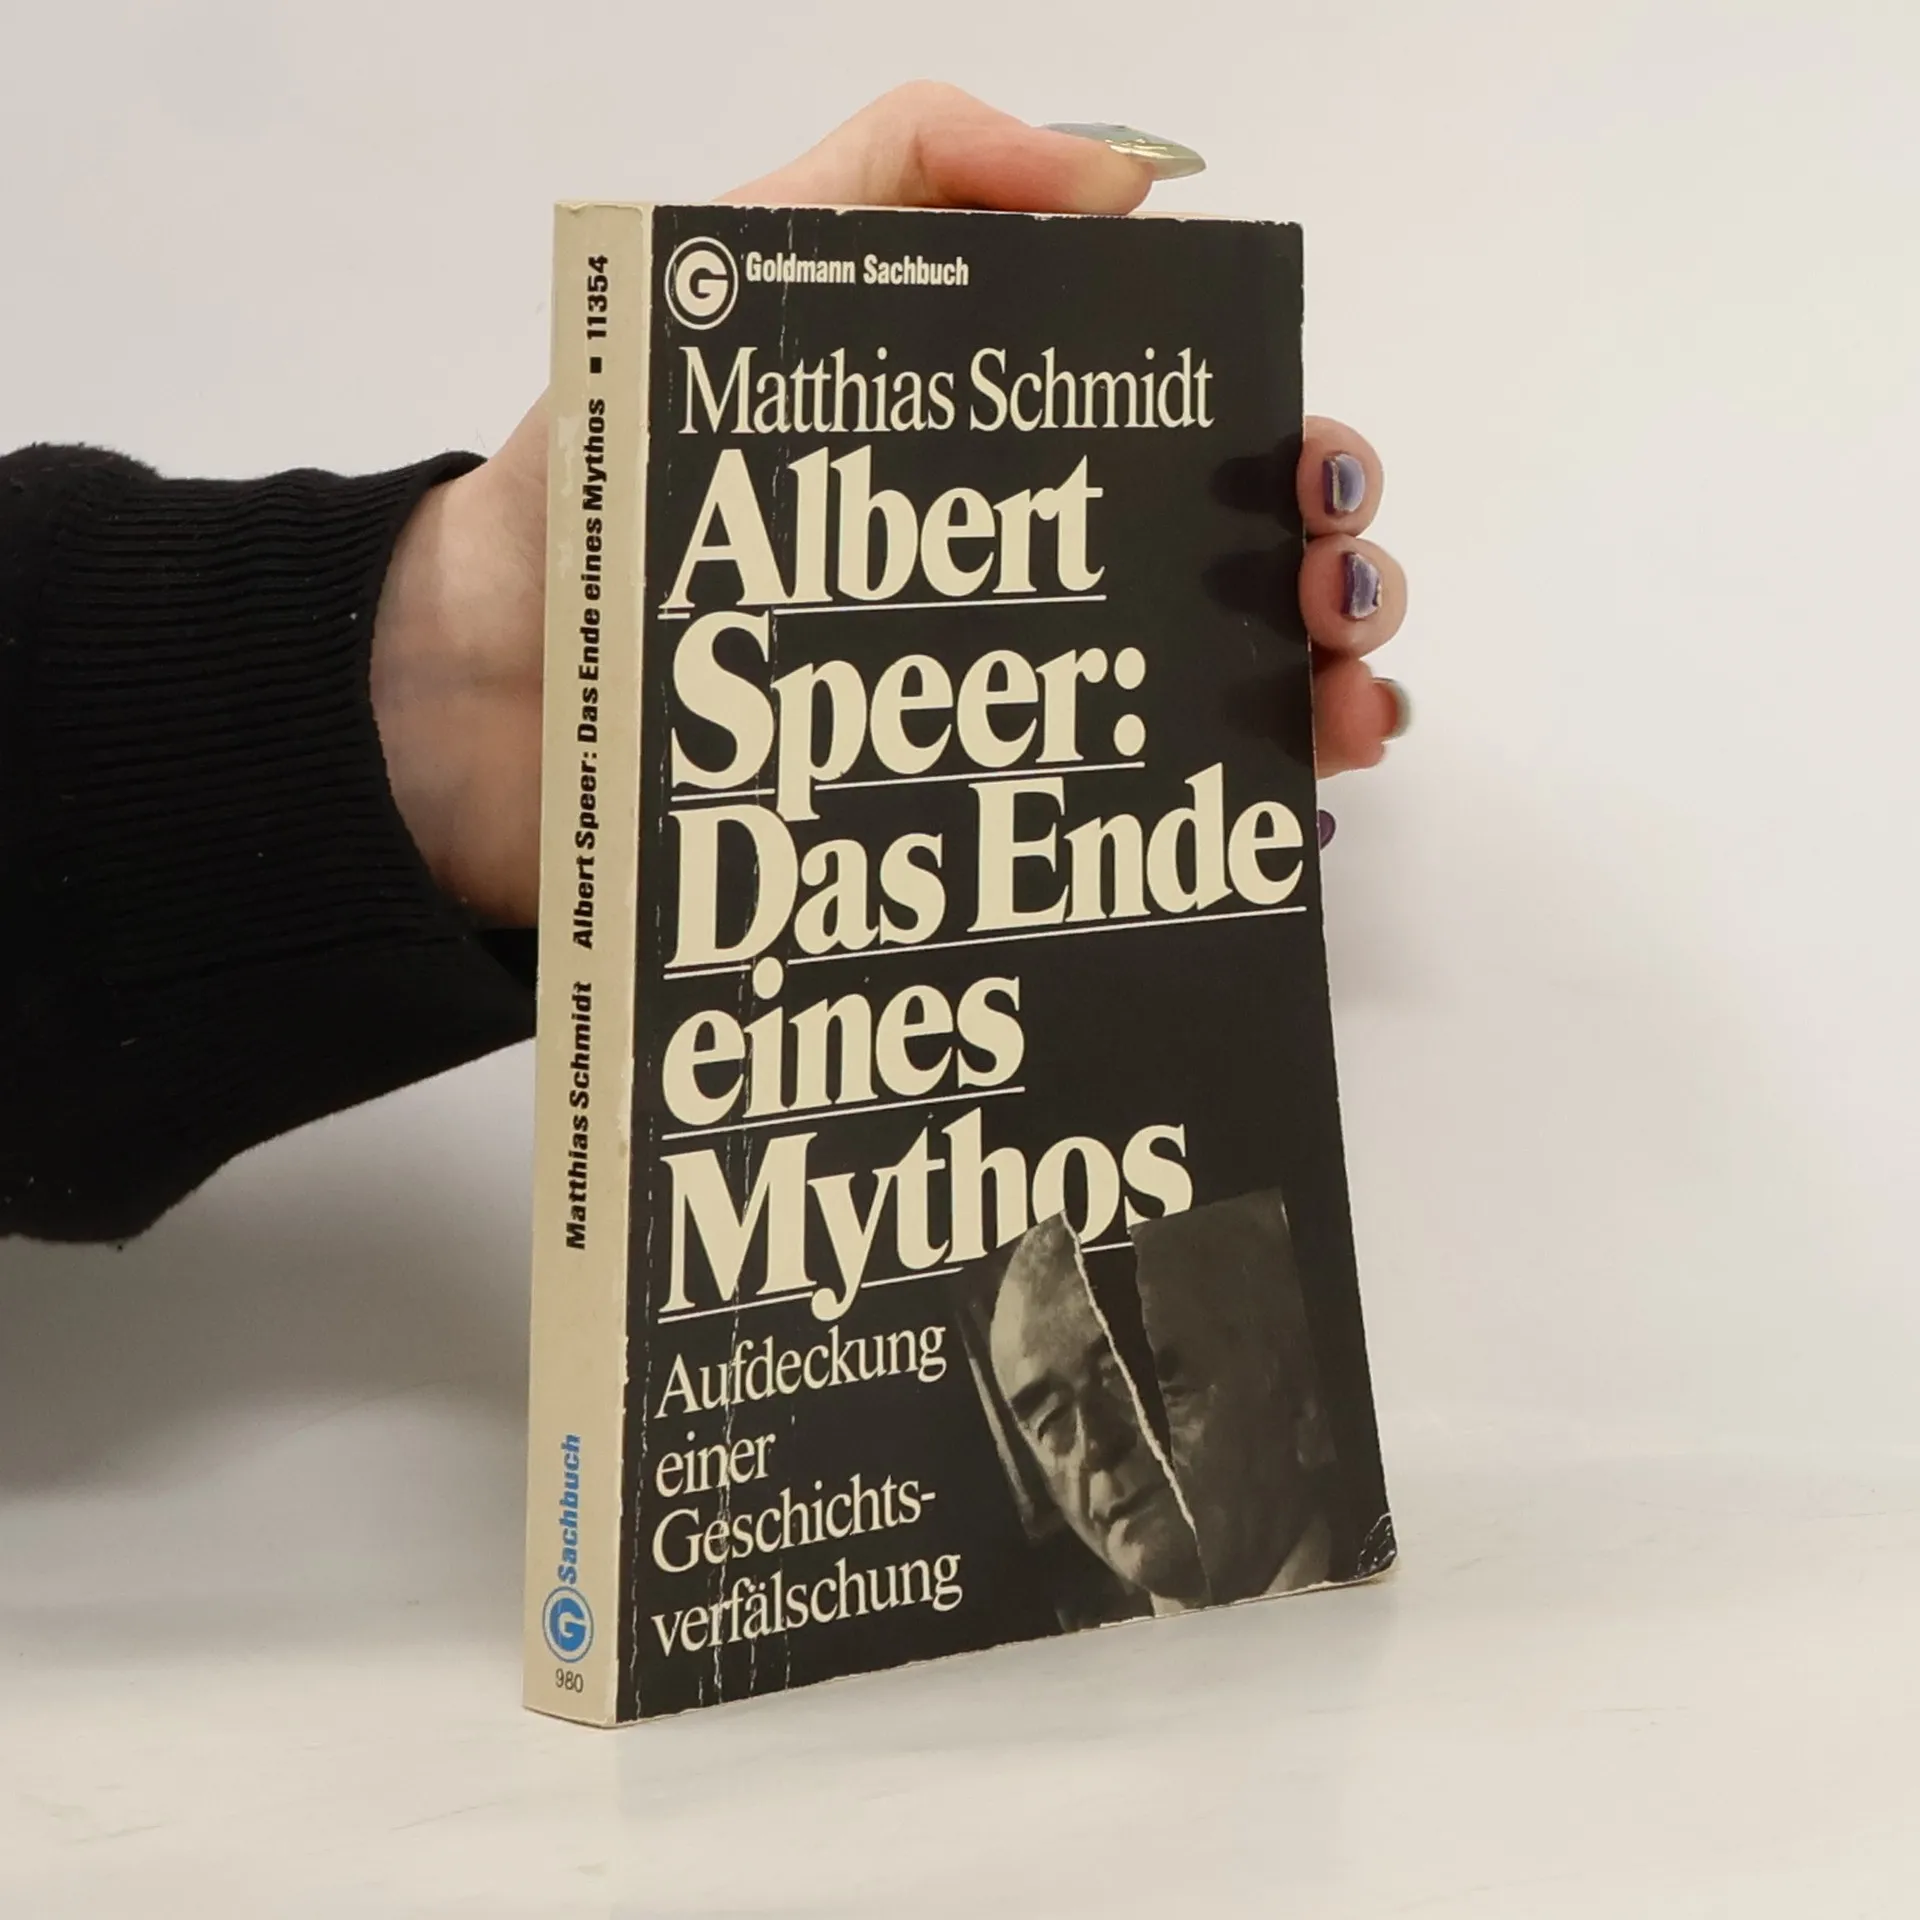 G Goldmann Sachbuch
Matthias Schmidt
Albert
Speer:
Das Ende
eines
Mythos
Aufdeckung
einer
Geschichts-
verfälschung
Matthias Schmidt Albert Speer: Das Ende eines Mythos ▪ 11354
G Sachbuch
980